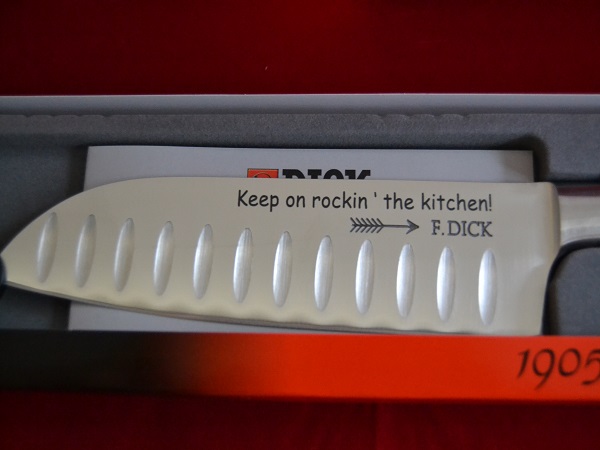 DICK
Keep on rockin ' the kitchen!
F.DICK
1905